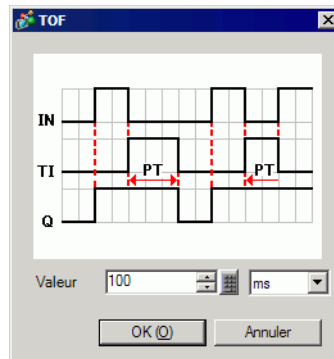 TOF
IN
TI
PT
PT
Q
Valeur 100 ms
OK (O) Annuler